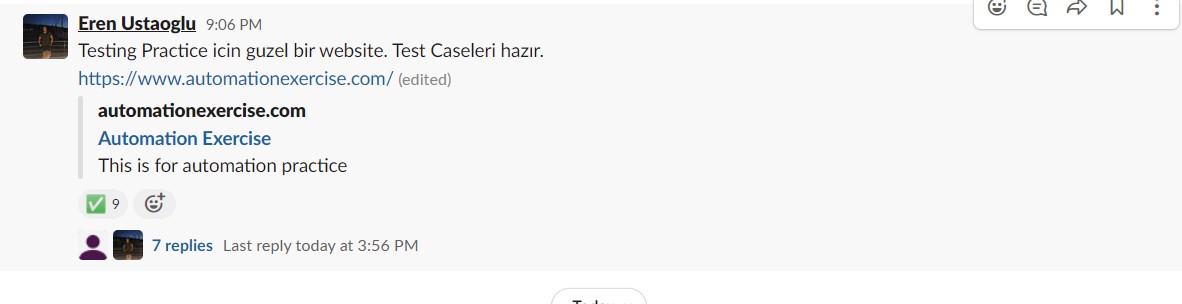 Eren Ustaoglu 9:06 PM
Testing Practice icin guzel bir website. Test Caseleri hazır.
https://www.automationexercise.com/ (edited)
automationexercise.com
Automation Exercise
This is for automation practice
9
7 replies Last reply today at 3:56 PM